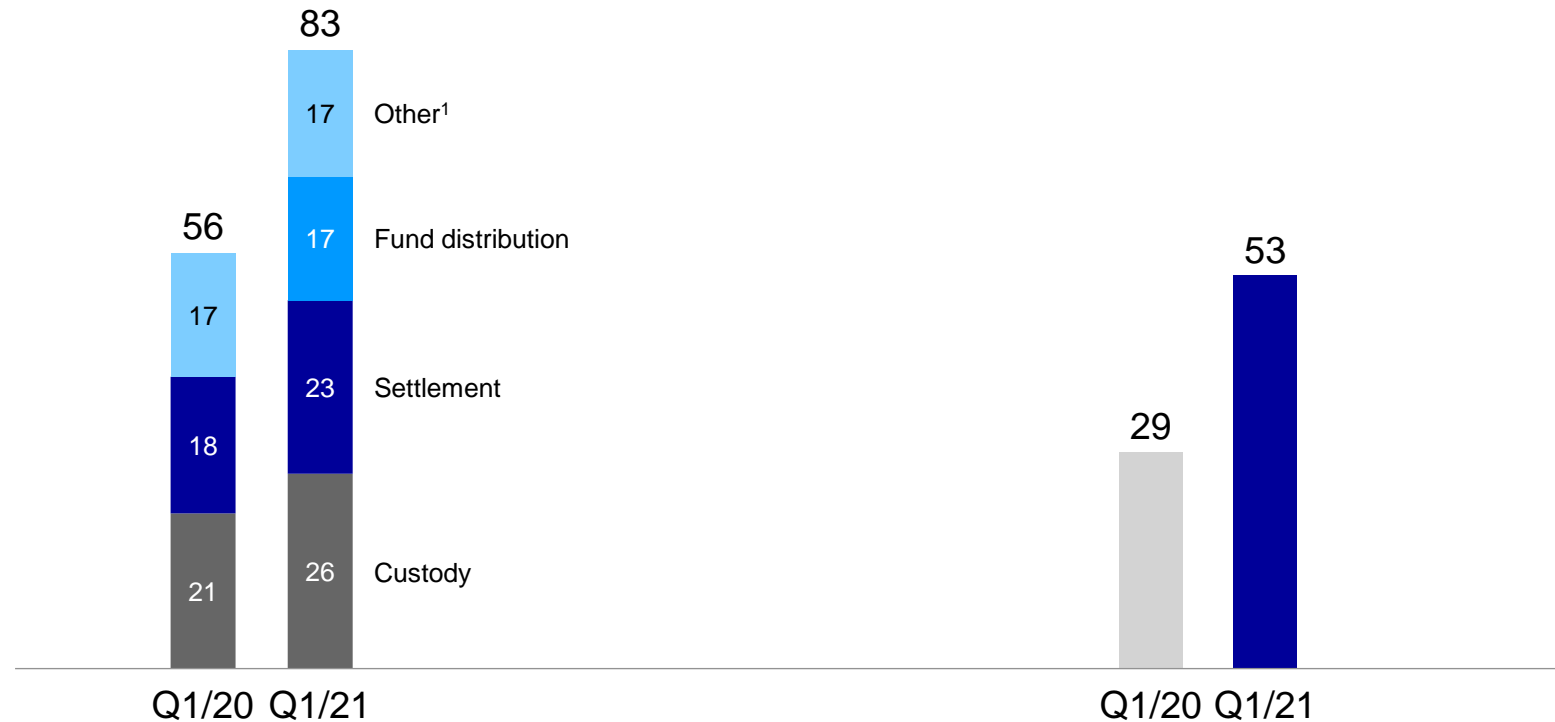 83
17 Other¹
56
17 Fund distribution
53
17
23 Settlement
29
18
26 Custody
21
Q1/20 Q1/21 Q1/20 Q1/21